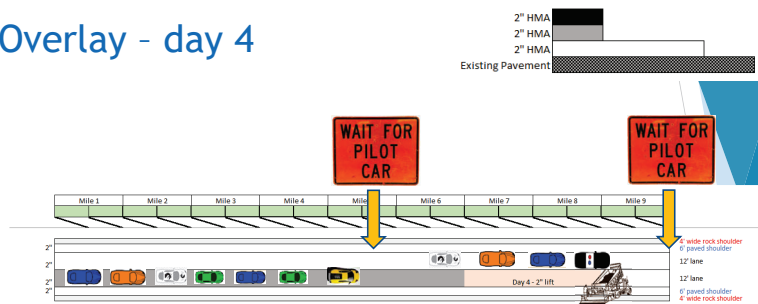 Overlay - day 4
2" HMA
2" HMA
2" HMA
Existing Pavement
WAIT FOR
PILOT
CAR
WAIT FOR
PILOT
CAR
Mile 1 Mile 2 Mile 3 Mile 4 Mile Mile 6 Mile 7 Mile 8 Mile 9
4' wide rock shoulder
2" 6' paved shoulder
2" 12' lane
2" Day 4 - 2" lift 12' lane
2" 6' paved shoulder
4' wide rock shoulder